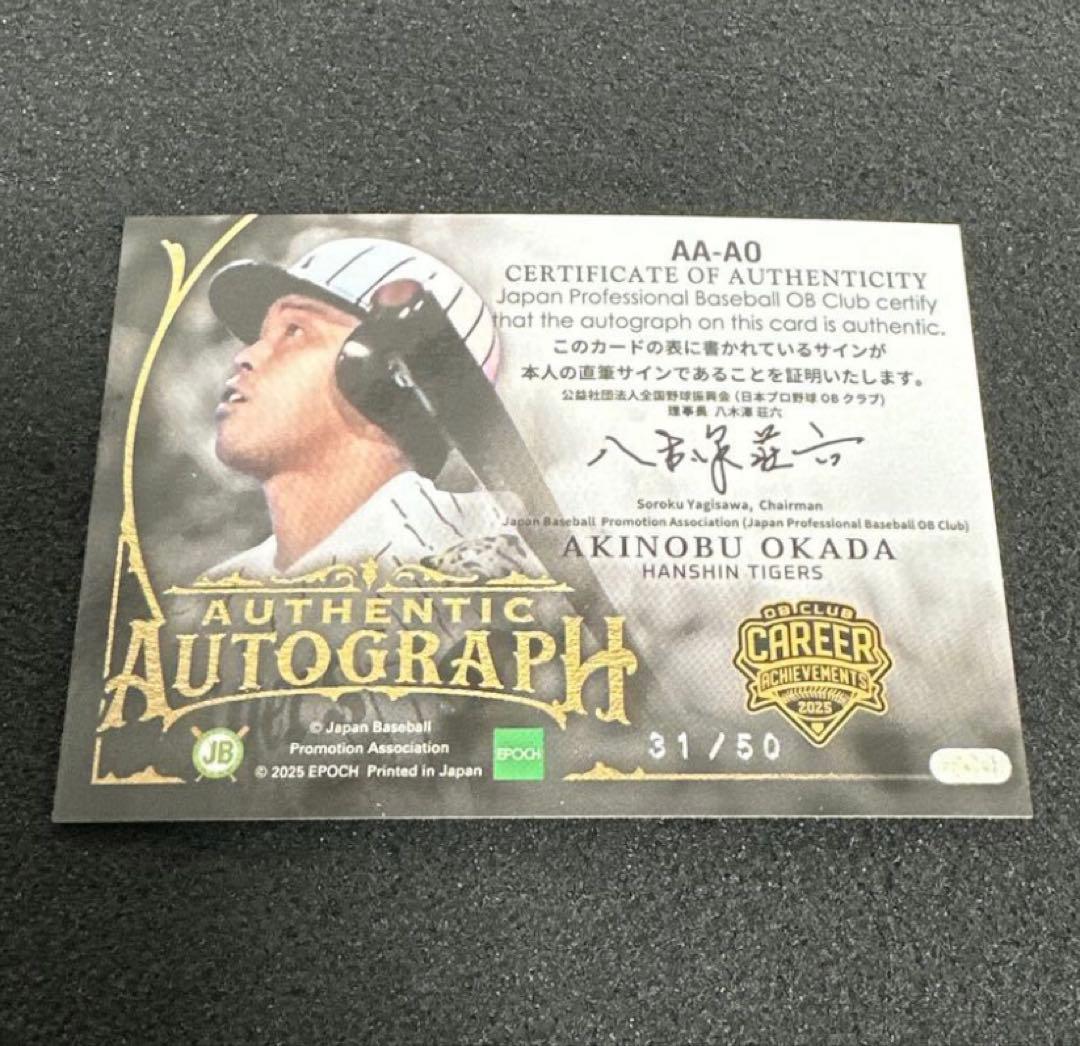 AA-AO
CERTIFICATE OF AUTHENTICITY
Japan Professional Baseball OB Club certify
that the autograph on this card is authentic.
このカードの表に書かれているサインが
本人の直筆サインであることを証明いたします。
公益社団法人全国野球振興会（日本プロ野球OBクラブ）
理事長 八木澤 荘六
八木澤荘六
Soroku Yagisawa, Chairman
Japan Baseball Promotion Association (Japan Professional Baseball OB Club)
AKINOBU OKADA
HANSHIN TIGERS
AUTHENTIC
AUTOGRAPH
OB CLUB
CAREER
ACHIEVEMENTS
2025
JB
© Japan Baseball
Promotion Association
© 2025 EPOCH Printed in Japan
EPOCH
31/50